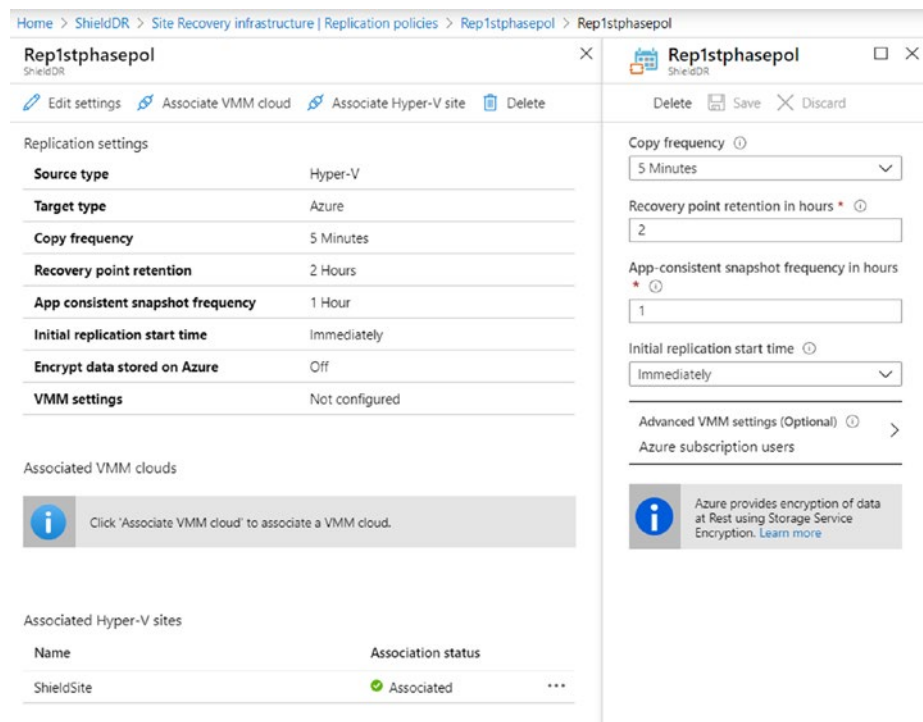 Home > ShieldDR > Site Recovery infrastructure | Replication policies > Rep1stphasepol > Rep1stphasepol
Rep1stphasepol
ShieldDR
Edit settings Associate VMM cloud Associate Hyper-V site Delete
Replication settings
Source type Hyper-V
Target type Azure
Copy frequency 5 Minutes
Recovery point retention 2 Hours
App consistent snapshot frequency 1 Hour
Initial replication start time Immediately
Encrypt data stored on Azure Off
VMM settings Not configured
Associated VMM clouds
Click 'Associate VMM cloud' to associate a VMM cloud.
Associated Hyper-V sites
Name Association status
ShieldSite Associated ...
Rep1stphasepol
ShieldDR
Delete Save Discard
Copy frequency
5 Minutes
Recovery point retention in hours *
2
App-consistent snapshot frequency in hours
*
1
Initial replication start time
Immediately
Advanced VMM settings (Optional)
Azure subscription users
Azure provides encryption of data
at Rest using Storage Service
Encryption. Learn more